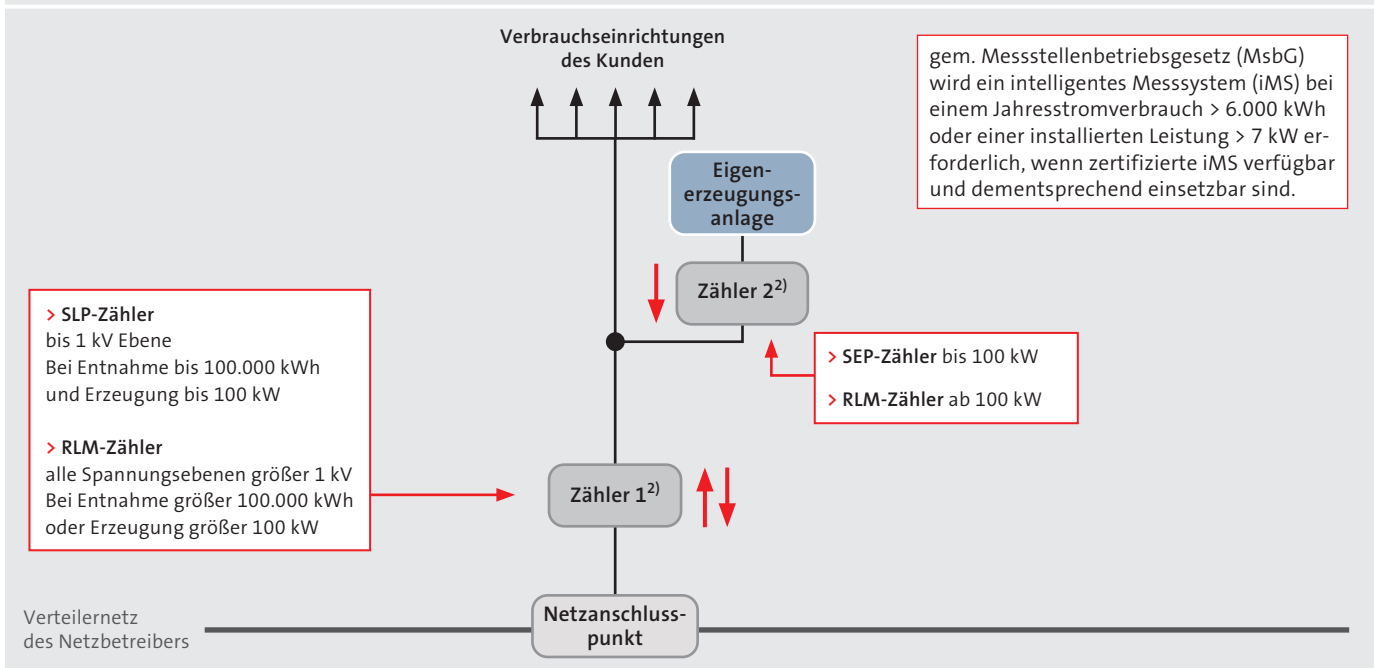 Verbrauchseinrichtungen
des Kunden
gem. Messstellenbetriebsgesetz (MsbG)
wird ein intelligentes Messsystem (iMS) bei
einem Jahresstromverbrauch > 6.000 kWh
oder einer installierten Leistung > 7 kW er-
forderlich, wenn zertifizierte iMS verfügbar
und dementsprechend einsetzbar sind.
Eigen-
erzeugungs-
anlage
Zähler 2²⁾
> SLP-Zähler
bis 1 kV Ebene
Bei Entnahme bis 100.000 kWh
und Erzeugung bis 100 kW
> RLM-Zähler
alle Spannungsebenen größer 1 kV
Bei Entnahme größer 100.000 kWh
oder Erzeugung größer 100 kW
> SEP-Zähler bis 100 kW
> RLM-Zähler ab 100 kW
Zähler 1²⁾
Netzanschluss-
punkt
Verteilernetz
des Netzbetreibers